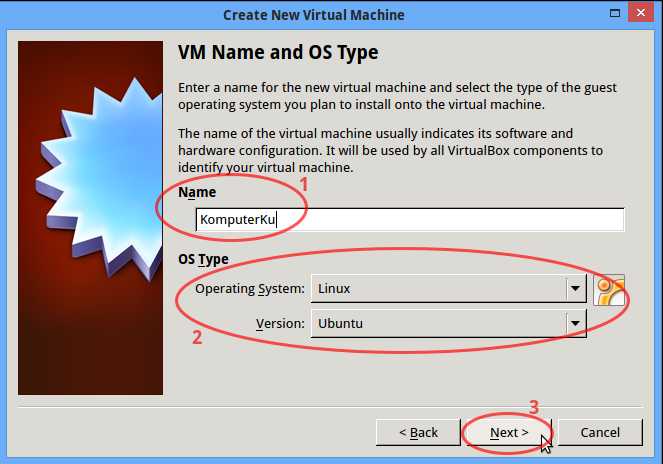 Create New Virtual Machine
VM Name and OS Type
Enter a name for the new virtual machine and select the type of the guest
operating system you plan to install onto the virtual machine.
The name of the virtual machine usually indicates its software and
hardware configuration. It will be used by all VirtualBox components to
identify your virtual machine.
Name
1
KomputerKu
OS Type
Operating System: Linux
Version: Ubuntu
2
3
< Back Next > Cancel